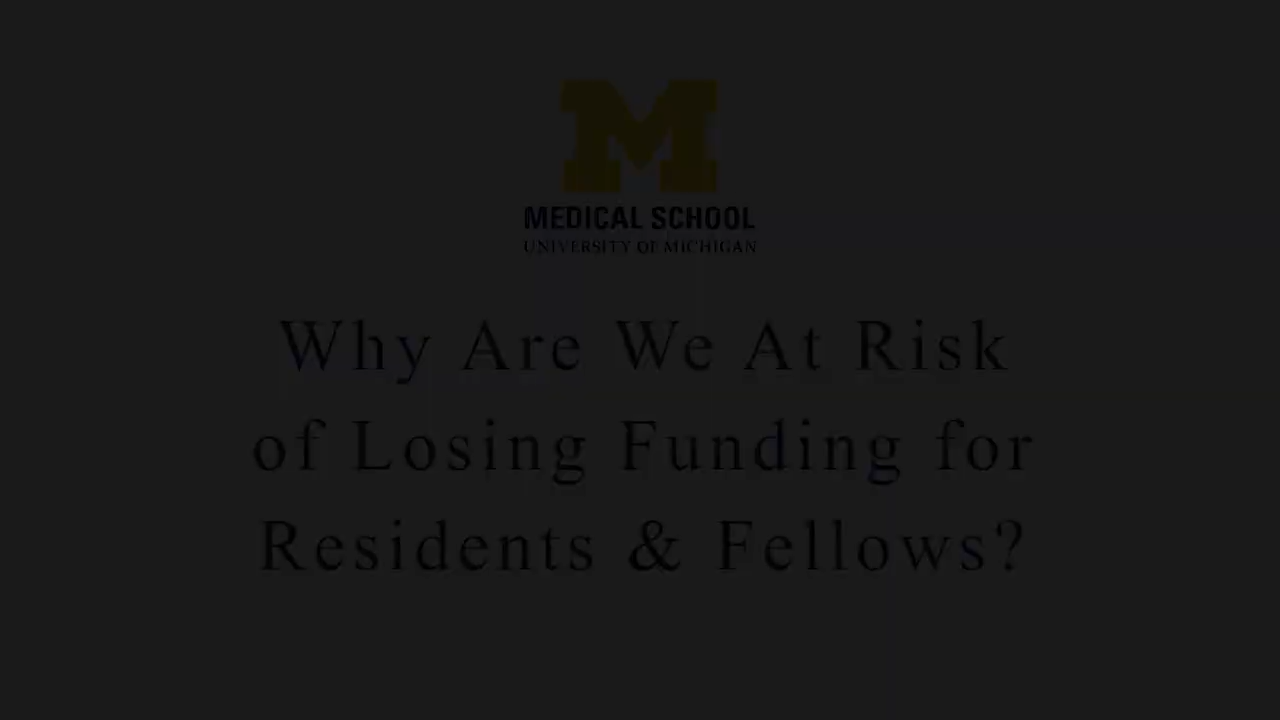 M
MEDICAL SCHOOL
UNIVERSITY OF MICHIGAN
Why Are We At Risk
of Losing Funding for
Residents & Fellows?